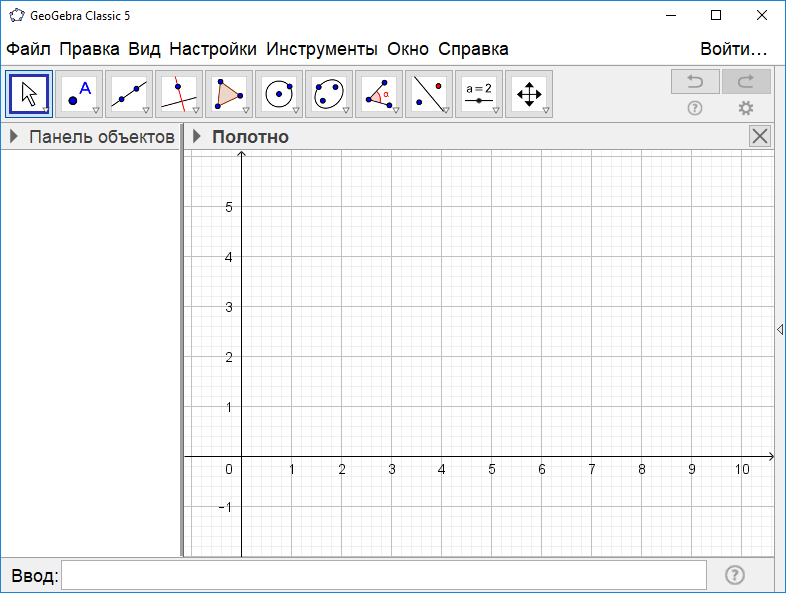 GeoGebra Classic 5
Файл Правка Вид Настройки Инструменты Окно Справка Войти...
A α a = 2
Панель объектов Полотно
5
4
3
2
1
0 1 2 3 4 5 6 7 8 9 10
−1
Ввод: